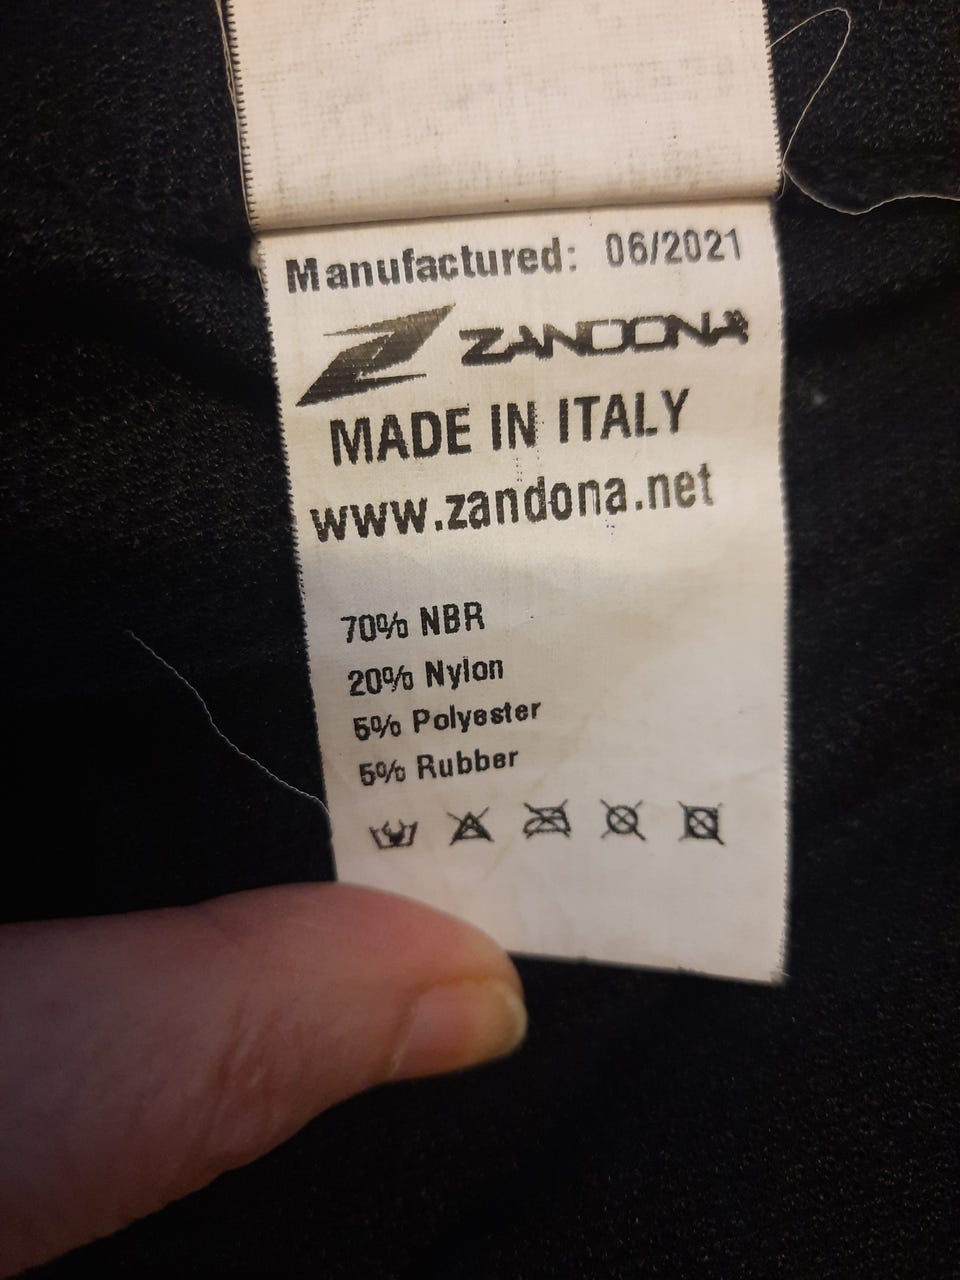 Manufactured: 06/2021
Z ZANDONA
MADE IN ITALY
www.zandona.net
70% NBR
20% Nylon
5% Polyester
5% Rubber